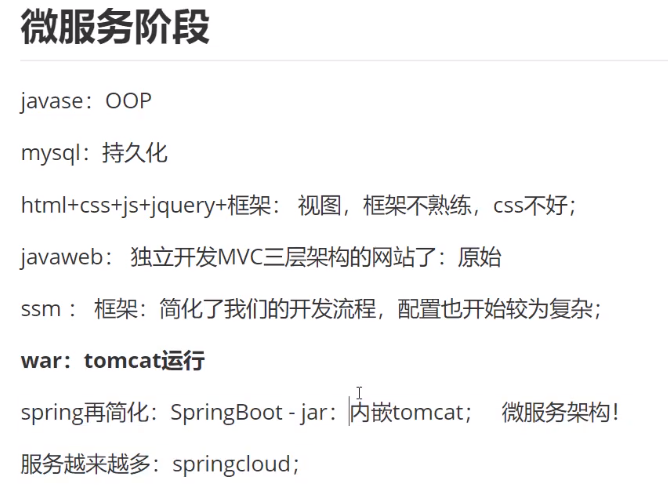 微服务阶段
javase：OOP
mysql：持久化
html+css+js+jquery+框架： 视图，框架不熟练，css不好；
javaweb： 独立开发MVC三层架构的网站了：原始
ssm ： 框架：简化了我们的开发流程，配置也开始较为复杂；
war：tomcat运行
spring再简化：SpringBoot - jar：内嵌tomcat； 微服务架构！
服务越来越多：springcloud；